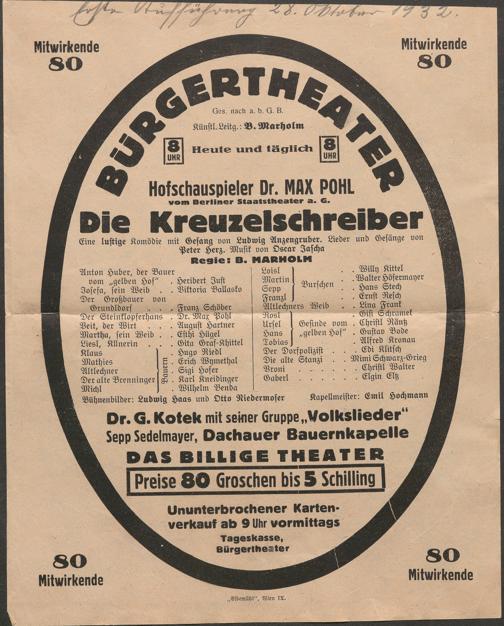 Erste Aufführung 28. Oktober 1932.
Mitwirkende
80
Mitwirkende
80
BÜRGERTHEATER
Ges. nach a. b. G. B.
Künstl. Leitg.: B. Marholm
8 UHR Heute und täglich 8 UHR
Hofschauspieler Dr. MAX POHL
vom Berliner Staatstheater a. G.
Die Kreuzelschreiber
Eine lustige Komödie mit Gesang von Ludwig Anzengruber. Lieder und Gesänge von
Peter Herz. Musik von Oscar Jascha
Regie: B. MARHOLM
Anton Huber, der Bauer
vom „gelben Hof“ . Heribert Just
Josefa, sein Weib . . Viktoria Ballasko
Der Großbauer von
Grundldorf . . . Franz Schöber
Der Steinklopferhans . Dr. Max Pohl
Veit, der Wirt . . August Hartner
Martha, sein Weib . . Esthi Hügel
Liesl, Kellnerin . . Gita Graf-Khittel
Klaus . . Hugo Riedl
Mathies . . Erich Wymethal
Altlechner . . Sigi Hofer
Der alte Brenninger . . Karl Kneidinger
Michl . . Wilhelm Benda
Bauern
Loisl . . Willy Kittel
Martin . . Walter Höfermayer
Sepp . . Hans Stech
Franzl . . Ernst Resch
Burschen
Altlechners Weib . . Lina Frank
Rosl . . Gisi Schramek
Ursel . . Christl Räntz
Hans . . Gustav Bode
Tobias . . Alfred Kronau
Gesinde vom „gelben Hof“
Der Dorfpolizist . . Edi Klitsch
Die alte Stanzi . . Mimi Schwarz-Grieg
Vroni . . Christl Walter
Gaberl . . Elgin Eltz
Bühnenbilder: Ludwig Haas und Otto Niedermoser Kapellmeister: Emil Hochmann
Dr. G. Kotek mit seiner Gruppe „Volkslieder“
Sepp Sedelmayer, Dachauer Bauernkapelle
DAS BILLIGE THEATER
Preise 80 Groschen bis 5 Schilling
Ununterbrochener Karten-
verkauf ab 9 Uhr vormittags
Tageskasse,
Bürgertheater
80
Mitwirkende
80
Mitwirkende
„Elbemühl“, Wien IX.